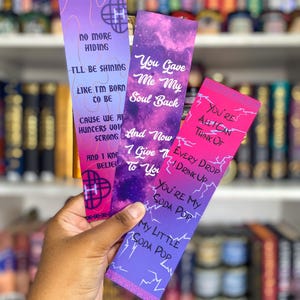 NO MORE
HIDING
I'LL BE SHINING
LIKE I'M BORN
TO BE
CAUSE WE ARE
HUNTERS VOICES
STRONG
AND I KNOW
BELIEVE
You Gave
Me My
Soul Back
And Now
I Give It
To You
YOU'RE
ALL I CAN
THINK OF
EVERY DROP
I DRINK UP
YOU'RE MY
SODA POP
MY LITTLE
SODA POP